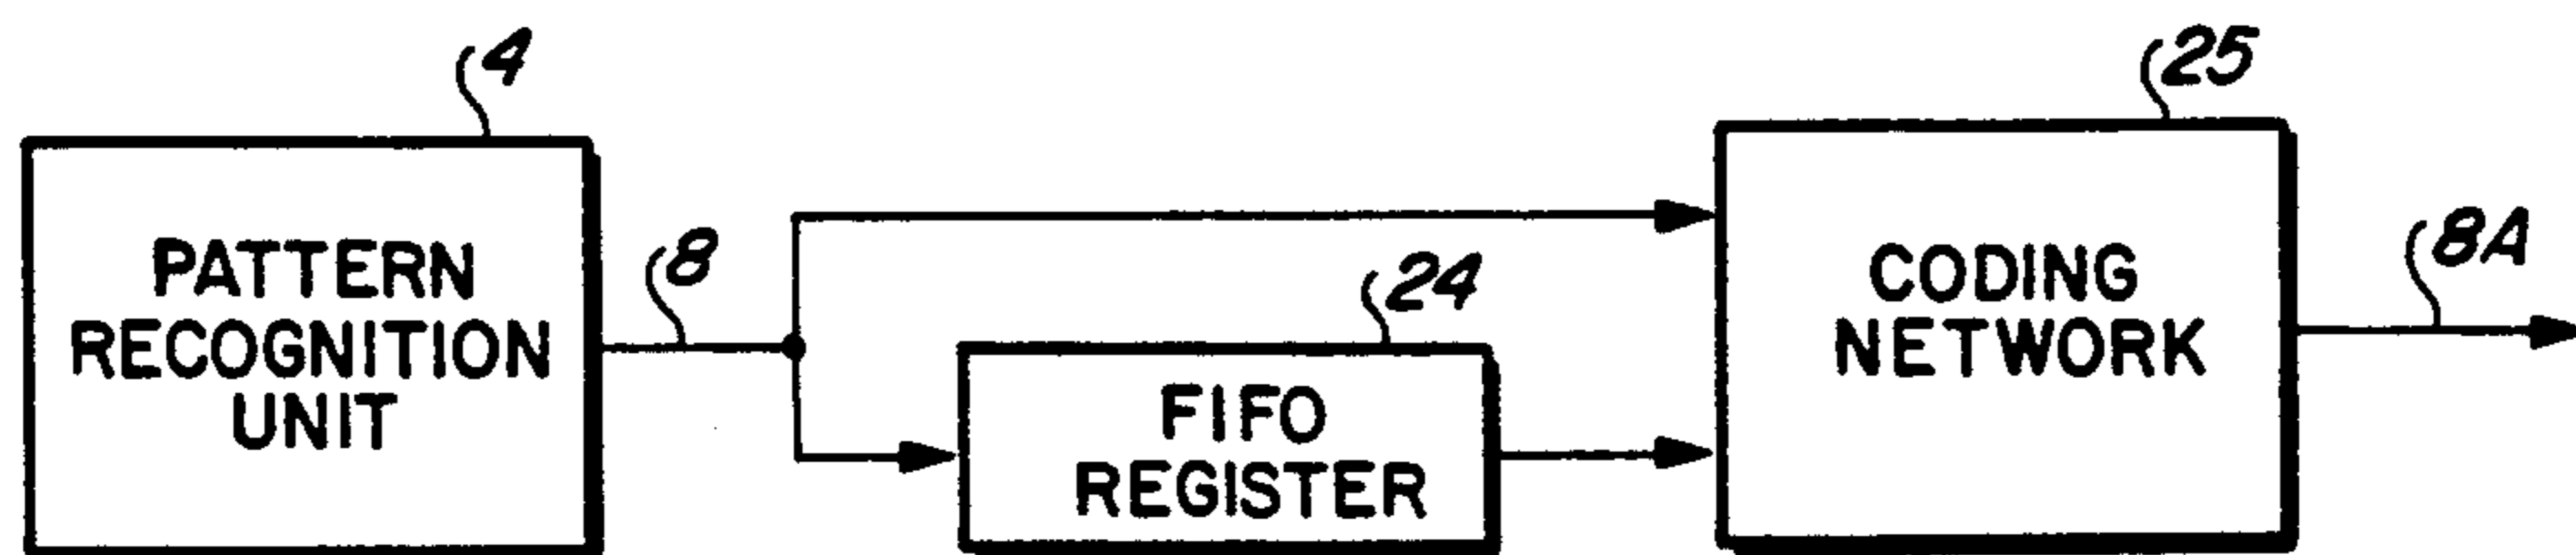 4
PATTERN
RECOGNITION
UNIT
8
24
FIFO
REGISTER
25
CODING
NETWORK
8A